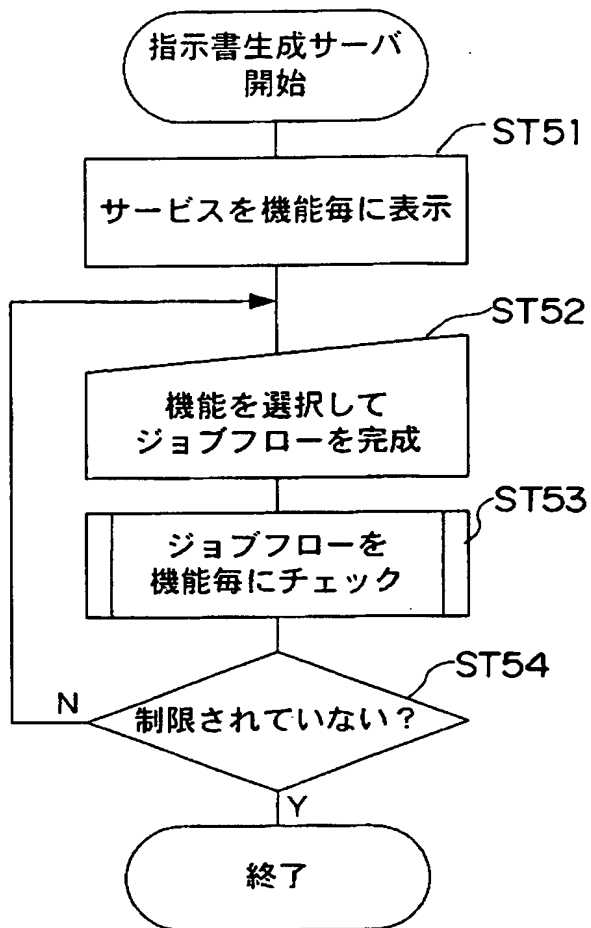 指示書生成サーバ
開始
ST51
サービスを機能毎に表示
ST52
機能を選択して
ジョブフローを完成
ST53
ジョブフローを
機能毎にチェック
ST54
制限されていない?
N
Y
終了